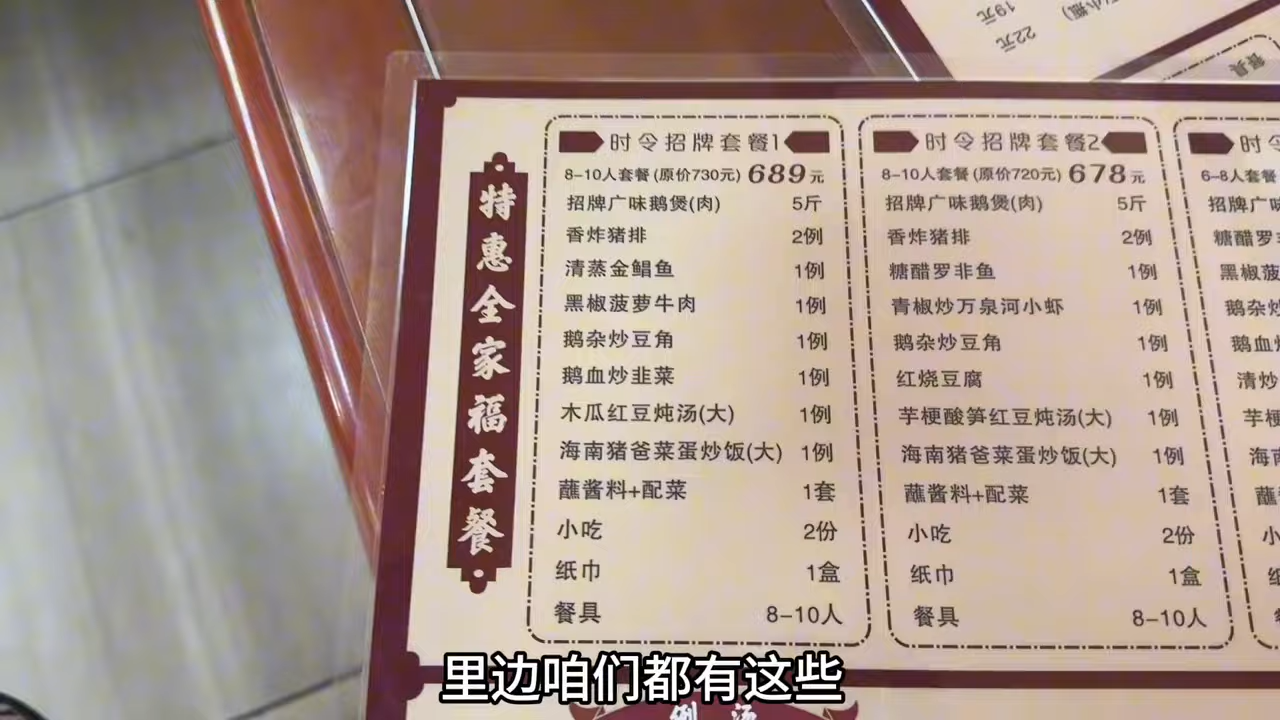 22元
19元
小瓶)
餐具
特惠全家福套餐
时令招牌套餐1
8-10人套餐 (原价730元) 689元
招牌广味鹅煲(肉) 5斤
香炸猪排 2例
清蒸金鲳鱼 1例
黑椒菠萝牛肉 1例
鹅杂炒豆角 1例
鹅血炒韭菜 1例
木瓜红豆炖汤(大) 1例
海南猪爸菜蛋炒饭(大) 1例
蘸酱料+配菜 1套
小吃 2份
纸巾 1盒
餐具 8-10人
时令招牌套餐2
8-10人套餐 (原价720元) 678元
招牌广味鹅煲(肉) 5斤
香炸猪排 2例
糖醋罗非鱼 1例
青椒炒万泉河小虾 1例
鹅杂炒豆角 1例
红烧豆腐 1例
芋梗酸笋红豆炖汤(大) 1例
海南猪爸菜蛋炒饭(大) 1例
蘸酱料+配菜 1套
小吃 2份
纸巾 1盒
餐具 8-10人
时令
6-8人套餐
招牌广味
糖醋罗非
黑椒菠
鹅杂炒
鹅血炒
清炒
芋梗
海南
蘸
小
纸
里边咱们都有这些